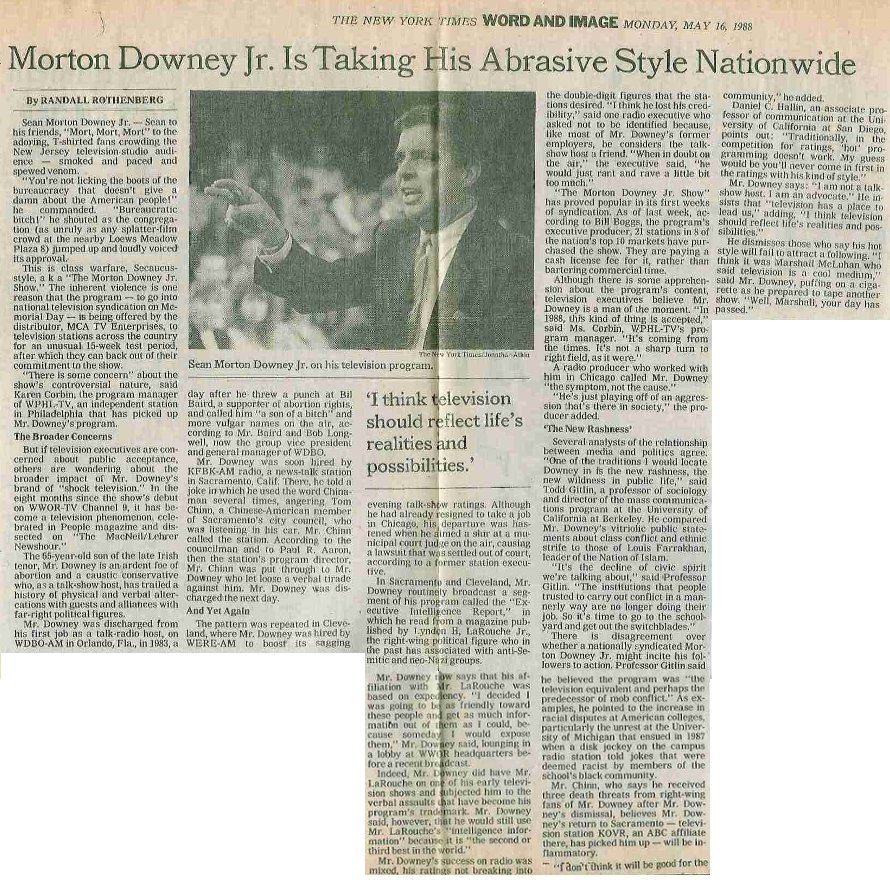 THE NEW YORK TIMES WORD AND IMAGE MONDAY, MAY 16, 1988
Morton Downey Jr. Is Taking His Abrasive Style Nationwide
By RANDALL ROTHENBERG
Sean Morton Downey Jr. — Sean to
his friends, "Mort, Mort, Mort" to the
adoring, T-shirted fans crowding the
New Jersey television-studio audi-
ence — smoked and paced and
spewed venom.
"You're not licking the boots of the
bureaucracy that doesn't give a
damn about the American people!"
he commanded. "Bureaucratic
bitch!" he shouted as the congrega-
tion (as unruly as any splatter-film
crowd at the nearby Loews Meadow
Plaza 8) jumped up and loudly voiced
its approval.
This is class warfare, Secaucus-
style, a k a "The Morton Downey Jr.
Show." The inherent violence is one
reason that the program — to go into
national television syndication on Me-
morial Day — is being offered by the
distributor, MCA TV Enterprises, to
television stations across the country
for an unusual 15-week test period,
after which they can back out of their
commitment to the show.
"There is some concern" about the
show's controversial nature, said
Karen Corbin, the program manager
of WPHL-TV, an independent station
in Philadelphia that has picked up
Mr. Downey's program.
The Broader Concerns
But if television executives are con-
cerned about public acceptance,
others are wondering about the
broader impact of Mr. Downey's
brand of "shock television." In the
eight months since the show's debut
on WWOR-TV Channel 9, it has be-
come a television phenomenon, cele-
brated in People magazine and dis-
sected on "The MacNeil/Lehrer
Newshour."
The 55-year-old son of the late Irish
tenor, Mr. Downey is an ardent foe of
abortion and a caustic conservative
who, as a talk-show host, has trailed a
history of physical and verbal alter-
cations with guests and alliances with
far-right political figures.
Mr. Downey was discharged from
his first job as a talk-radio host, on
WDBO-AM in Orlando, Fla., in 1983, a
The New York Times/Jonathan Atkin
Sean Morton Downey Jr. on his television program.
day after he threw a punch at Bil
Baird, a supporter of abortion rights,
and called him "a son of a bitch" and
more vulgar names on the air, ac-
cording to Mr. Baird and Bob Long-
well, now the group vice president
and general manager of WDBO.
Mr. Downey was soon hired by
KFBK-AM radio, a news-talk station
in Sacramento, Calif. There, he told a
joke in which he used the word China-
man several times, angering Tom
Chinn, a Chinese-American member
of Sacramento's city council, who
was listening in his car. Mr. Chinn
called the station. According to the
councilman and to Paul R. Aaron,
then the station's program director,
Mr. Chinn was put through to Mr.
Downey who let loose a verbal tirade
against him. Mr. Downey was dis-
charged the next day.
And Yet Again
The pattern was repeated in Cleve-
land, where Mr. Downey was hired by
WERE-AM to boost its sagging
'I think television
should reflect life's
realities and
possibilities.'
evening talk-show ratings. Although
he had already resigned to take a job
in Chicago, his departure was has-
tened when he aimed a slur at a mu-
nicipal court judge on the air, causing
a lawsuit that was settled out of court,
according to a former station execu-
tive.
In Sacramento and Cleveland, Mr.
Downey routinely broadcast a seg-
ment of his program called the "Ex-
ecutive Intelligence Report," in
which he read from a magazine pub-
lished by Lyndon H. LaRouche Jr.,
the right-wing political figure who in
the past has associated with anti-Se-
mitic and neo-Nazi groups.
Mr. Downey now says that his af-
filiation with Mr. LaRouche was
based on expediency. "I decided I
was going to be as friendly toward
these people and get as much infor-
mation out of them as I could, be-
cause someday I would expose
them," Mr. Downey said, lounging in
a lobby at WWOR headquarters be-
fore a recent broadcast.
Indeed, Mr. Downey did have Mr.
LaRouche on one of his early televi-
sion shows and subjected him to the
verbal assaults that have become his
program's trademark. Mr. Downey
said, however, that he would still use
Mr. LaRouche's "intelligence infor-
mation" because it is "the second or
third best in the world."
Mr. Downey's success on radio was
mixed, his ratings not breaking into
the double-digit figures that the sta-
tions desired. "I think he lost his cred-
ibility," said one radio executive who
asked not to be identified because,
like most of Mr. Downey's former
employers, he considers the talk-
show host a friend. "When in doubt on
the air," the executive said, "he
would just rant and rave a little bit
too much."
"The Morton Downey Jr. Show"
has proved popular in its first weeks
of syndication. As of last week, ac-
cording to Bill Boggs, the program's
executive producer, 21 stations in 8 of
the nation's top 10 markets have pur-
chased the show. They are paying a
cash license fee for it, rather than
bartering commercial time.
Although there is some apprehen-
sion about the program's content,
television executives believe Mr.
Downey is a man of the moment. "In
1988, this kind of thing is accepted,"
said Ms. Corbin, WPHL-TV's pro-
gram manager. "It's coming from
the times. It's not a sharp turn to
right field, as it were."
A radio producer who worked with
him in Chicago called Mr. Downey
"the symptom, not the cause."
"He's just playing off of an aggres-
sion that's there in society," the pro-
ducer added.
'The New Rashness'
Several analysts of the relationship
between media and politics agree.
"One of the traditions I would locate
Downey in is the new rashness, the
new wildness in public life," said
Todd Gitlin, a professor of sociology
and director of the mass communica-
tions program at the University of
California at Berkeley. He compared
Mr. Downey's vitriolic public state-
ments about class conflict and ethnic
strife to those of Louis Farrakhan,
leader of the Nation of Islam.
"It's the decline of civic spirit
we're talking about," said Professor
Gitlin. "The institutions that people
trusted to carry out conflict in a man-
nerly way are no longer doing their
job. So it's time to go to the school-
yard and get out the switchblades."
There is disagreement over
whether a nationally syndicated Mor-
ton Downey Jr. might incite his fol-
lowers to action. Professor Gitlin said
he believed the program was "the
television equivalent and perhaps the
predecessor of mob conflict." As ex-
amples, he pointed to the increase in
racial disputes at American colleges,
particularly the unrest at the Univer-
sity of Michigan that ensued in 1987
when a disk jockey on the campus
radio station told jokes that were
deemed racist by members of the
school's black community.
Mr. Chinn, who says he received
three death threats from right-wing
fans of Mr. Downey after Mr. Dow-
ney's dismissal, believes Mr. Dow-
ney's return to Sacramento — televi-
sion station KOVR, an ABC affiliate
there, has picked him up — will be in-
flammatory.
"I don't think it will be good for the
community," he added.
Daniel C. Hallin, an associate pro-
fessor of communication at the Uni-
versity of California at San Diego,
points out: "Traditionally, in the
competition for ratings, 'hot' pro-
gramming doesn't work. My guess
would be you'll never come in first in
the ratings with his kind of style."
Mr. Downey says: "I am not a talk-
show host. I am an advocate." He in-
sists that "television has a place to
lead us," adding, "I think television
should reflect life's realities and pos-
sibilities."
He dismisses those who say his hot
style will fail to attract a following. "I
think it was Marshall McLuhan who
said television is a cool medium,"
said Mr. Downey, puffing on a ciga-
rette as he prepared to tape another
show. "Well, Marshall, your day has
passed."